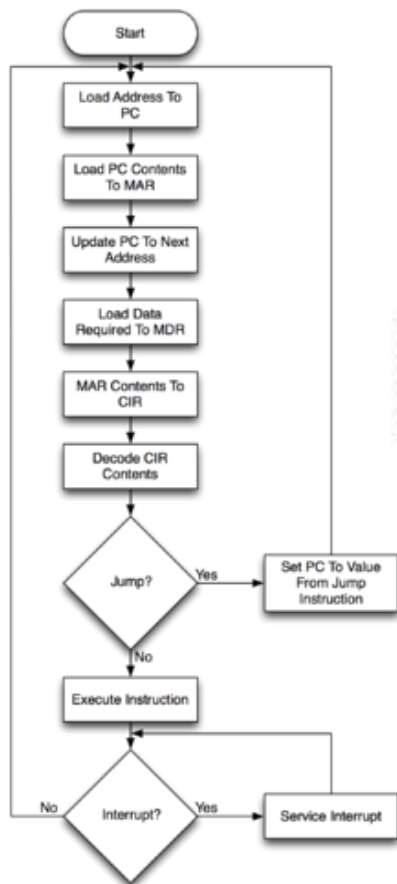 Start
Load Address To
PC
Load PC Contents
To MAR
Update PC To Next
Address
Load Data
Required To MDR
MAR Contents To
CIR
Decode CIR
Contents
Jump?
Yes
Set PC To Value
From Jump
Instruction
No
Execute Instruction
No
Interrupt?
Yes
Service Interrupt